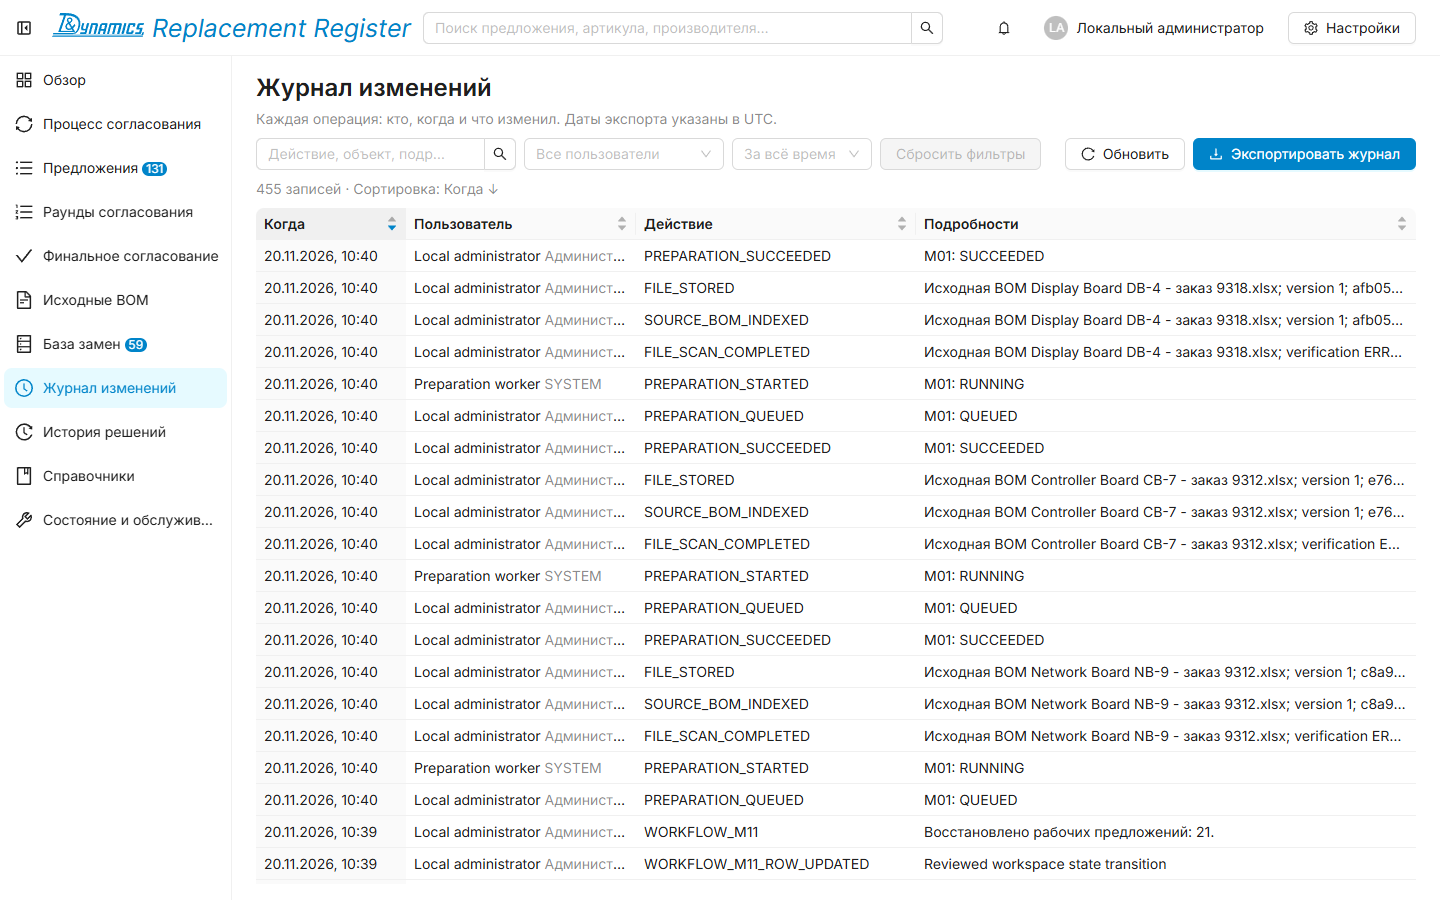 Dynamics Replacement Register
Поиск предложения, артикула, производителя...
LA Локальный администратор
Настройки
Обзор
Процесс согласования
Предложения 131
Раунды согласования
Финальное согласование
Исходные BOM
База замен 59
Журнал изменений
История решений
Справочники
Состояние и обслужив...
Журнал изменений
Каждая операция: кто, когда и что изменил. Даты экспорта указаны в UTC.
Действие, объект, подр...
Все пользователи
За всё время
Сбросить фильтры
Обновить
Экспортировать журнал
455 записей · Сортировка: Когда ↓
Когда Пользователь Действие Подробности
20.11.2026, 10:40 Local administrator Админист... PREPARATION_SUCCEEDED M01: SUCCEEDED
20.11.2026, 10:40 Local administrator Админист... FILE_STORED Исходная BOM Display Board DB-4 - заказ 9318.xlsx; version 1; afb05...
20.11.2026, 10:40 Local administrator Админист... SOURCE_BOM_INDEXED Исходная BOM Display Board DB-4 - заказ 9318.xlsx; version 1; afb05...
20.11.2026, 10:40 Local administrator Админист... FILE_SCAN_COMPLETED Исходная BOM Display Board DB-4 - заказ 9318.xlsx; verification ERR...
20.11.2026, 10:40 Preparation worker SYSTEM PREPARATION_STARTED M01: RUNNING
20.11.2026, 10:40 Local administrator Админист... PREPARATION_QUEUED M01: QUEUED
20.11.2026, 10:40 Local administrator Админист... PREPARATION_SUCCEEDED M01: SUCCEEDED
20.11.2026, 10:40 Local administrator Админист... FILE_STORED Исходная BOM Controller Board CB-7 - заказ 9312.xlsx; version 1; e76...
20.11.2026, 10:40 Local administrator Админист... SOURCE_BOM_INDEXED Исходная BOM Controller Board CB-7 - заказ 9312.xlsx; version 1; e76...
20.11.2026, 10:40 Local administrator Админист... FILE_SCAN_COMPLETED Исходная BOM Controller Board CB-7 - заказ 9312.xlsx; verification E...
20.11.2026, 10:40 Preparation worker SYSTEM PREPARATION_STARTED M01: RUNNING
20.11.2026, 10:40 Local administrator Админист... PREPARATION_QUEUED M01: QUEUED
20.11.2026, 10:40 Local administrator Админист... PREPARATION_SUCCEEDED M01: SUCCEEDED
20.11.2026, 10:40 Local administrator Админист... FILE_STORED Исходная BOM Network Board NB-9 - заказ 9312.xlsx; version 1; c8a9...
20.11.2026, 10:40 Local administrator Админист... SOURCE_BOM_INDEXED Исходная BOM Network Board NB-9 - заказ 9312.xlsx; version 1; c8a9...
20.11.2026, 10:40 Local administrator Админист... FILE_SCAN_COMPLETED Исходная BOM Network Board NB-9 - заказ 9312.xlsx; verification ER...
20.11.2026, 10:40 Preparation worker SYSTEM PREPARATION_STARTED M01: RUNNING
20.11.2026, 10:40 Local administrator Админист... PREPARATION_QUEUED M01: QUEUED
20.11.2026, 10:39 Local administrator Админист... WORKFLOW_M11 Восстановлено рабочих предложений: 21.
20.11.2026, 10:39 Local administrator Админист... WORKFLOW_M11_ROW_UPDATED Reviewed workspace state transition